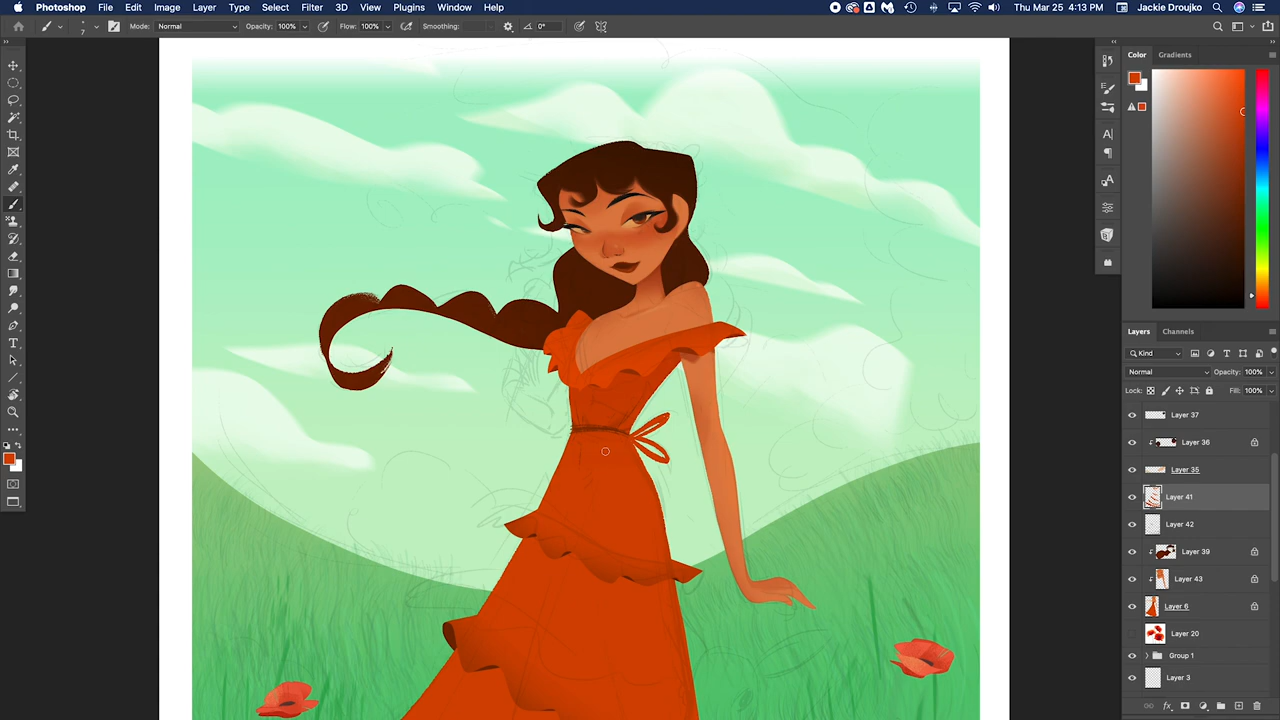 Photoshop File Edit Image Layer Type Select Filter 3D View Plugins Window Help Thu Mar 25 4:13 PM Jackie Droujko
7 Mode: Normal Opacity: 100% Flow: 100% Smoothing: 0°
Color Gradients
Layers Channels
Kind
Normal Opacity: 100%
Lock: Fill: 100%
Layer 37
Layer 36
Layer 35
Layer 41
Layer 42
Layer 39
Layer 43
Layer 6
Layer 20
Group 1
Layer 3